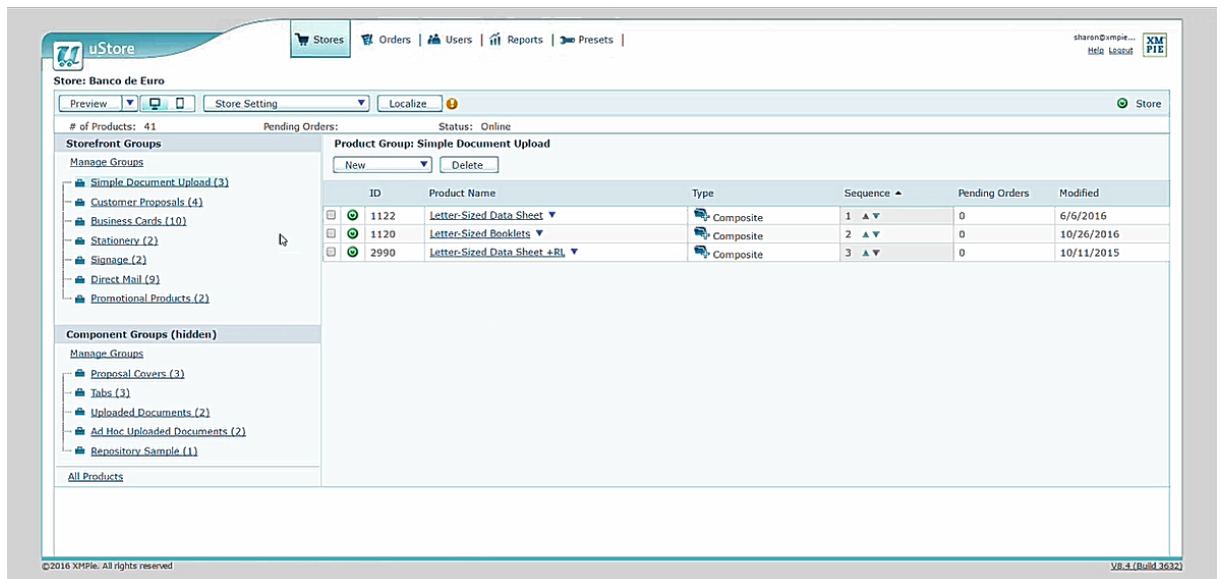 uStore
Stores Orders Users Reports Presets
sharon@xmpie...
Help Logout
XM
PIE
Store: Banco de Euro
Preview Store Setting Localize Store
# of Products: 41 Pending Orders: Status: Online
Storefront Groups
Manage Groups
Simple Document Upload (3)
Customer Proposals (4)
Business Cards (10)
Stationery (2)
Signage (2)
Direct Mail (9)
Promotional Products (2)
Component Groups (hidden)
Manage Groups
Proposal Covers (3)
Tabs (3)
Uploaded Documents (2)
Ad Hoc Uploaded Documents (2)
Repository Sample (1)
All Products
Product Group: Simple Document Upload
New Delete
ID Product Name Type Sequence Pending Orders Modified
1122 Letter-Sized Data Sheet Composite 1 0 6/6/2016
1120 Letter-Sized Booklets Composite 2 0 10/26/2016
2990 Letter-Sized Data Sheet +RL Composite 3 0 10/11/2015
©2016 XMPie. All rights reserved V8.4 (Build 3632)